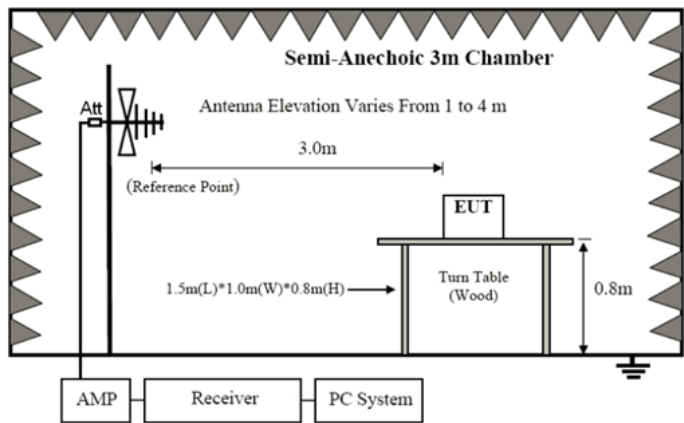 Semi-Anechoic 3m Chamber
Att
Antenna Elevation Varies From 1 to 4 m
3.0m
(Reference Point)
EUT
1.5m(L)*1.0m(W)*0.8m(H)
Turn Table
(Wood)
0.8m
AMP
Receiver
PC System